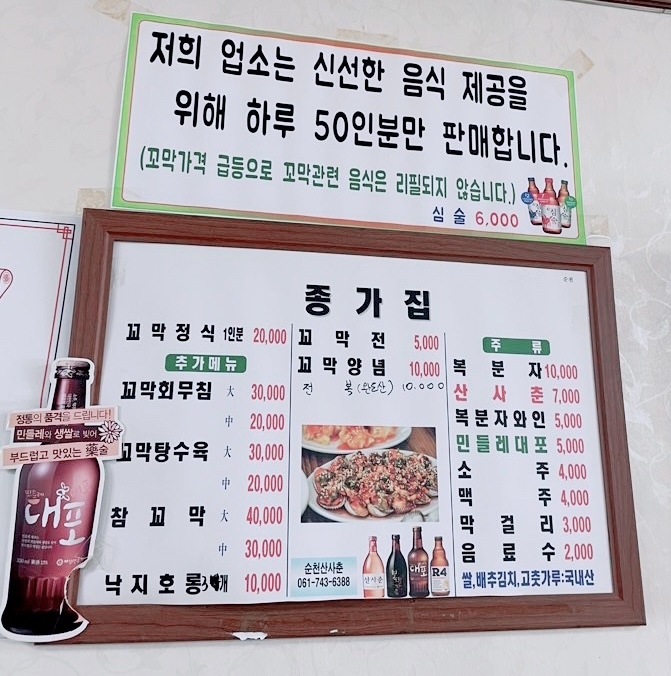 저희 업소는 신선한 음식 제공을
위해 하루 50인분만 판매합니다.
(꼬막가격 급등으로 꼬막관련 음식은 리필되지 않습니다.)
심 술 6,000
종가집
꼬막정식 1인분 20,000
추가메뉴
꼬막회무침 大 30,000
中 20,000
꼬막탕수육 大 30,000
中 20,000
참꼬막 大 40,000
中 30,000
낙지호롱 3개 10,000
꼬막전 5,000
꼬막양념 10,000
전복(완도산) 10.000
순천산사춘
061-743-6388
산사춘
대포
R4
주류
복분자 10,000
산사춘 7,000
복분자와인 5,000
민들레대포 5,000
소주 4,000
맥주 4,000
막걸리 3,000
음료수 2,000
쌀,배추김치,고춧가루:국내산
정통의 품격을 드립니다!
민들레와 생쌀로 빚어
부드럽고 맛있는 藥술
대포